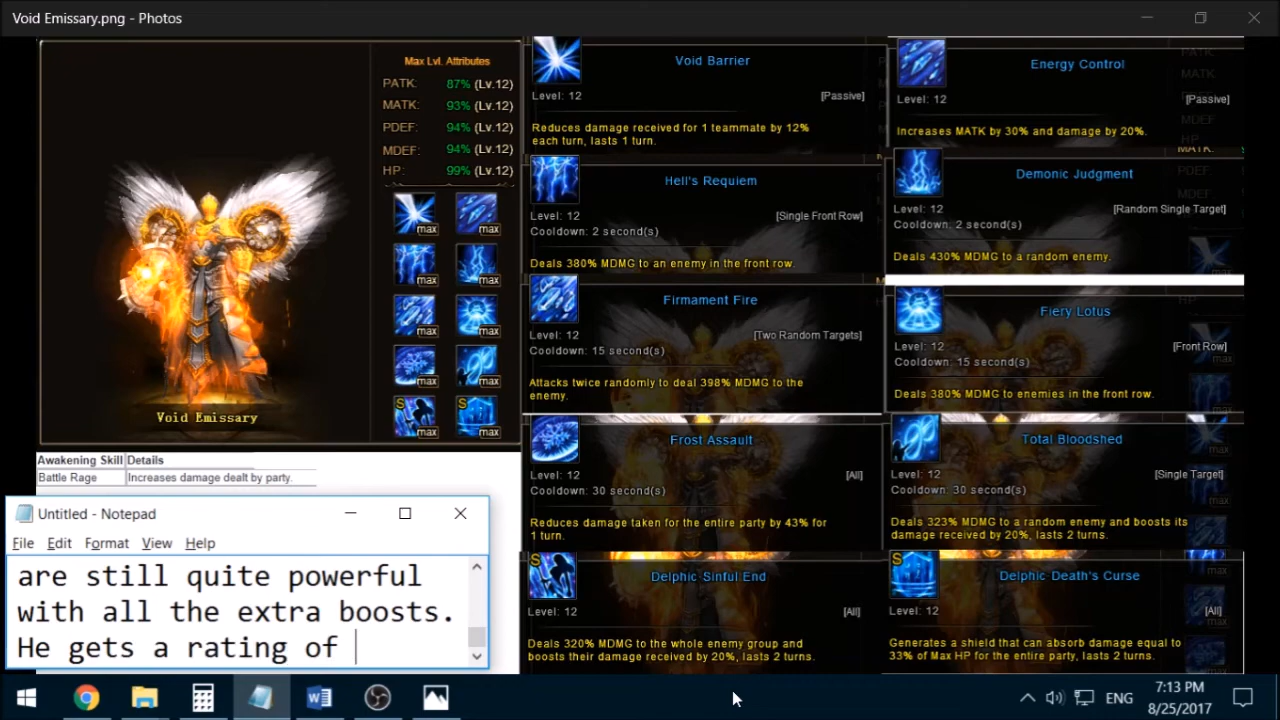 Void Emissary.png - Photos
Max Lvl. Attributes
PATK: 87% (Lv.12)
MATK: 93% (Lv.12)
PDEF: 94% (Lv.12)
MDEF: 94% (Lv.12)
HP: 99% (Lv.12)
max max
max max
max max
max max
S max S max
Void Emissary
Void Barrier
Level: 12 [Passive]
Reduces damage received for 1 teammate by 12%
each turn, lasts 1 turn.
Energy Control
Level: 12 [Passive]
Increases MATK by 30% and damage by 20%.
Hell's Requiem
Level: 12 [Single Front Row]
Cooldown: 2 second(s)
Deals 380% MDMG to an enemy in the front row.
Demonic Judgment
Level: 12 [Random Single Target]
Cooldown: 2 second(s)
Deals 430% MDMG to a random enemy.
Firmament Fire
Level: 12 [Two Random Targets]
Cooldown: 15 second(s)
Attacks twice randomly to deal 398% MDMG to the
enemy.
Fiery Lotus
Level: 12 [Front Row]
Cooldown: 15 second(s)
Deals 380% MDMG to enemies in the front row.
Frost Assault
Level: 12 [All]
Cooldown: 30 second(s)
Reduces damage taken for the entire party by 43% for
1 turn.
Total Bloodshed
Level: 12 [Single Target]
Cooldown: 30 second(s)
Deals 323% MDMG to a random enemy and boosts its
damage received by 20%, lasts 2 turns.
S
Delphic Sinful End
Level: 12 [All]
Deals 320% MDMG to the whole enemy group and
boosts their damage received by 20%, lasts 2 turns.
S
Delphic Death's Curse
Level: 12 [All]
Generates a shield that can absorb damage equal to
33% of Max HP for the entire party, lasts 2 turns.
Awakening Skill Details
Battle Rage Increases damage dealt by party.
Untitled - Notepad
File Edit Format View Help
are still quite powerful
with all the extra boosts.
He gets a rating of
ENG
7:13 PM
8/25/2017